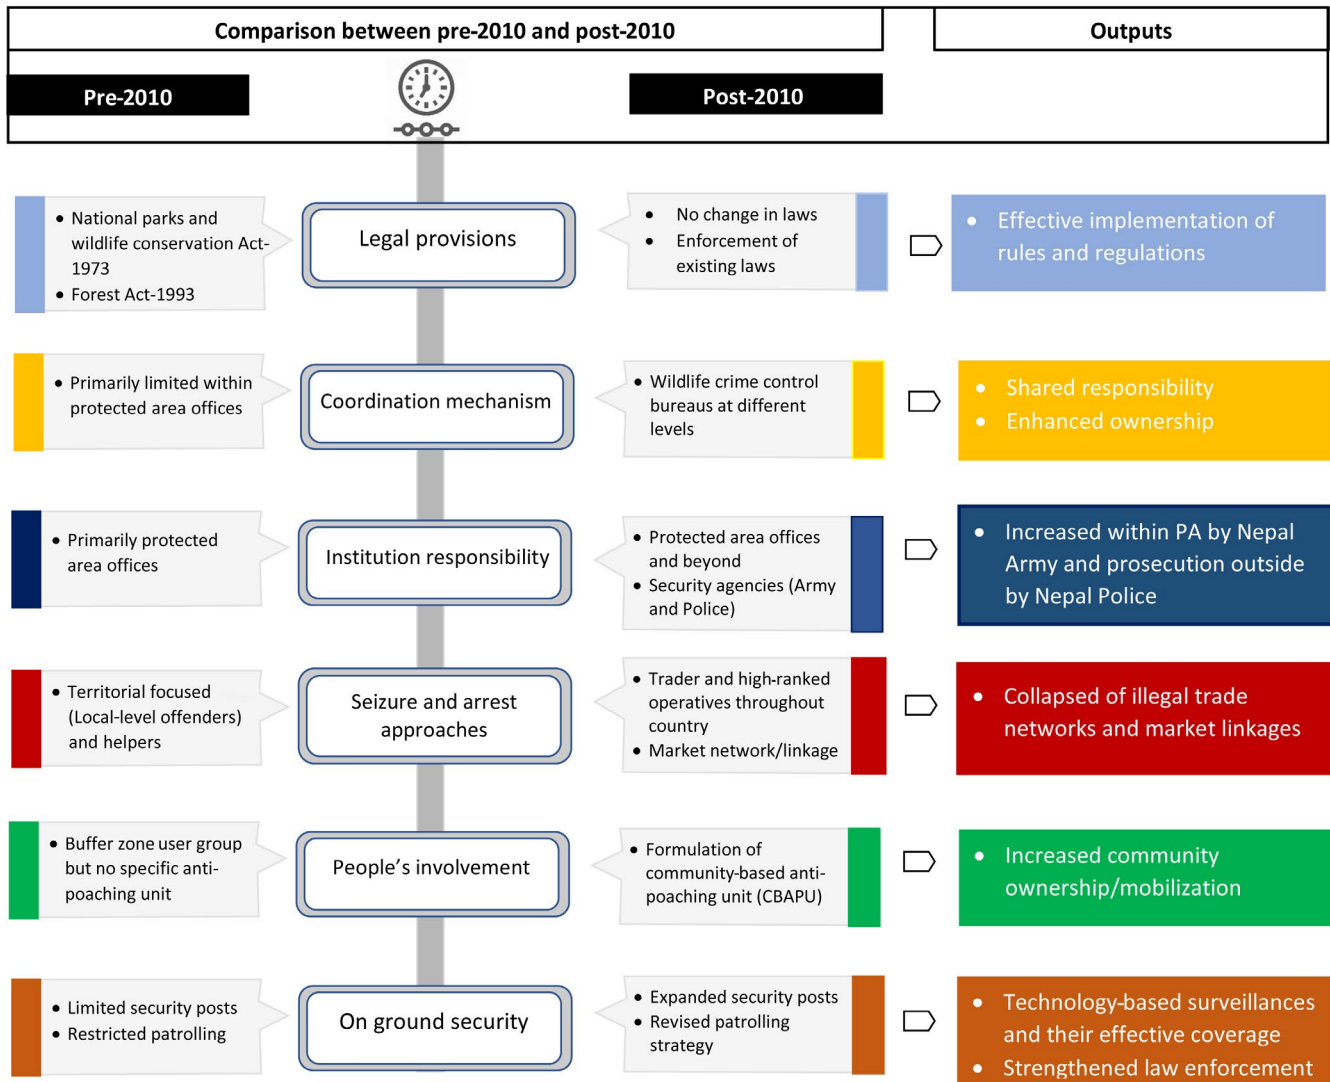 Comparison between pre-2010 and post-2010
Outputs
Pre-2010
Post-2010
• National parks and
wildlife conservation Act-
1973
• Forest Act-1993
Legal provisions
• No change in laws
• Enforcement of
existing laws
• Effective implementation of
rules and regulations
• Primarily limited within
protected area offices
Coordination mechanism
• Wildlife crime control
bureaus at different
levels
• Shared responsibility
• Enhanced ownership
• Primarily protected
area offices
Institution responsibility
• Protected area offices
and beyond
• Security agencies (Army
and Police)
• Increased within PA by Nepal
Army and prosecution outside
by Nepal Police
• Territorial focused
(Local-level offenders)
and helpers
Seizure and arrest
approaches
• Trader and high-ranked
operatives throughout
country
• Market network/linkage
• Collapsed of illegal trade
networks and market linkages
• Buffer zone user group
but no specific anti-
poaching unit
People’s involvement
• Formulation of
community-based anti-
poaching unit (CBAPU)
• Increased community
ownership/mobilization
• Limited security posts
• Restricted patrolling
On ground security
• Expanded security posts
• Revised patrolling
strategy
• Technology-based surveillances
and their effective coverage
• Strengthened law enforcement